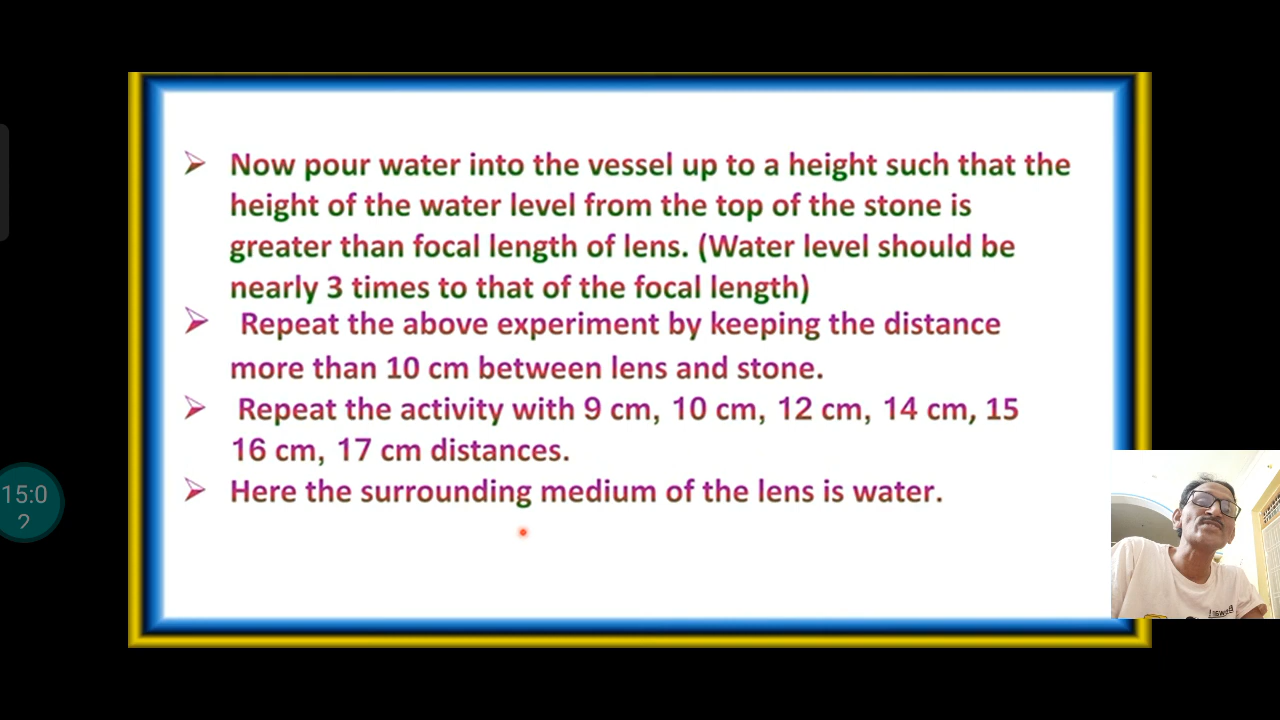 Now pour water into the vessel up to a height such that the
height of the water level from the top of the stone is
greater than focal length of lens. (Water level should be
nearly 3 times to that of the focal length)
Repeat the above experiment by keeping the distance
more than 10 cm between lens and stone.
Repeat the activity with 9 cm, 10 cm, 12 cm, 14 cm, 15
16 cm, 17 cm distances.
Here the surrounding medium of the lens is water.
15:0
2